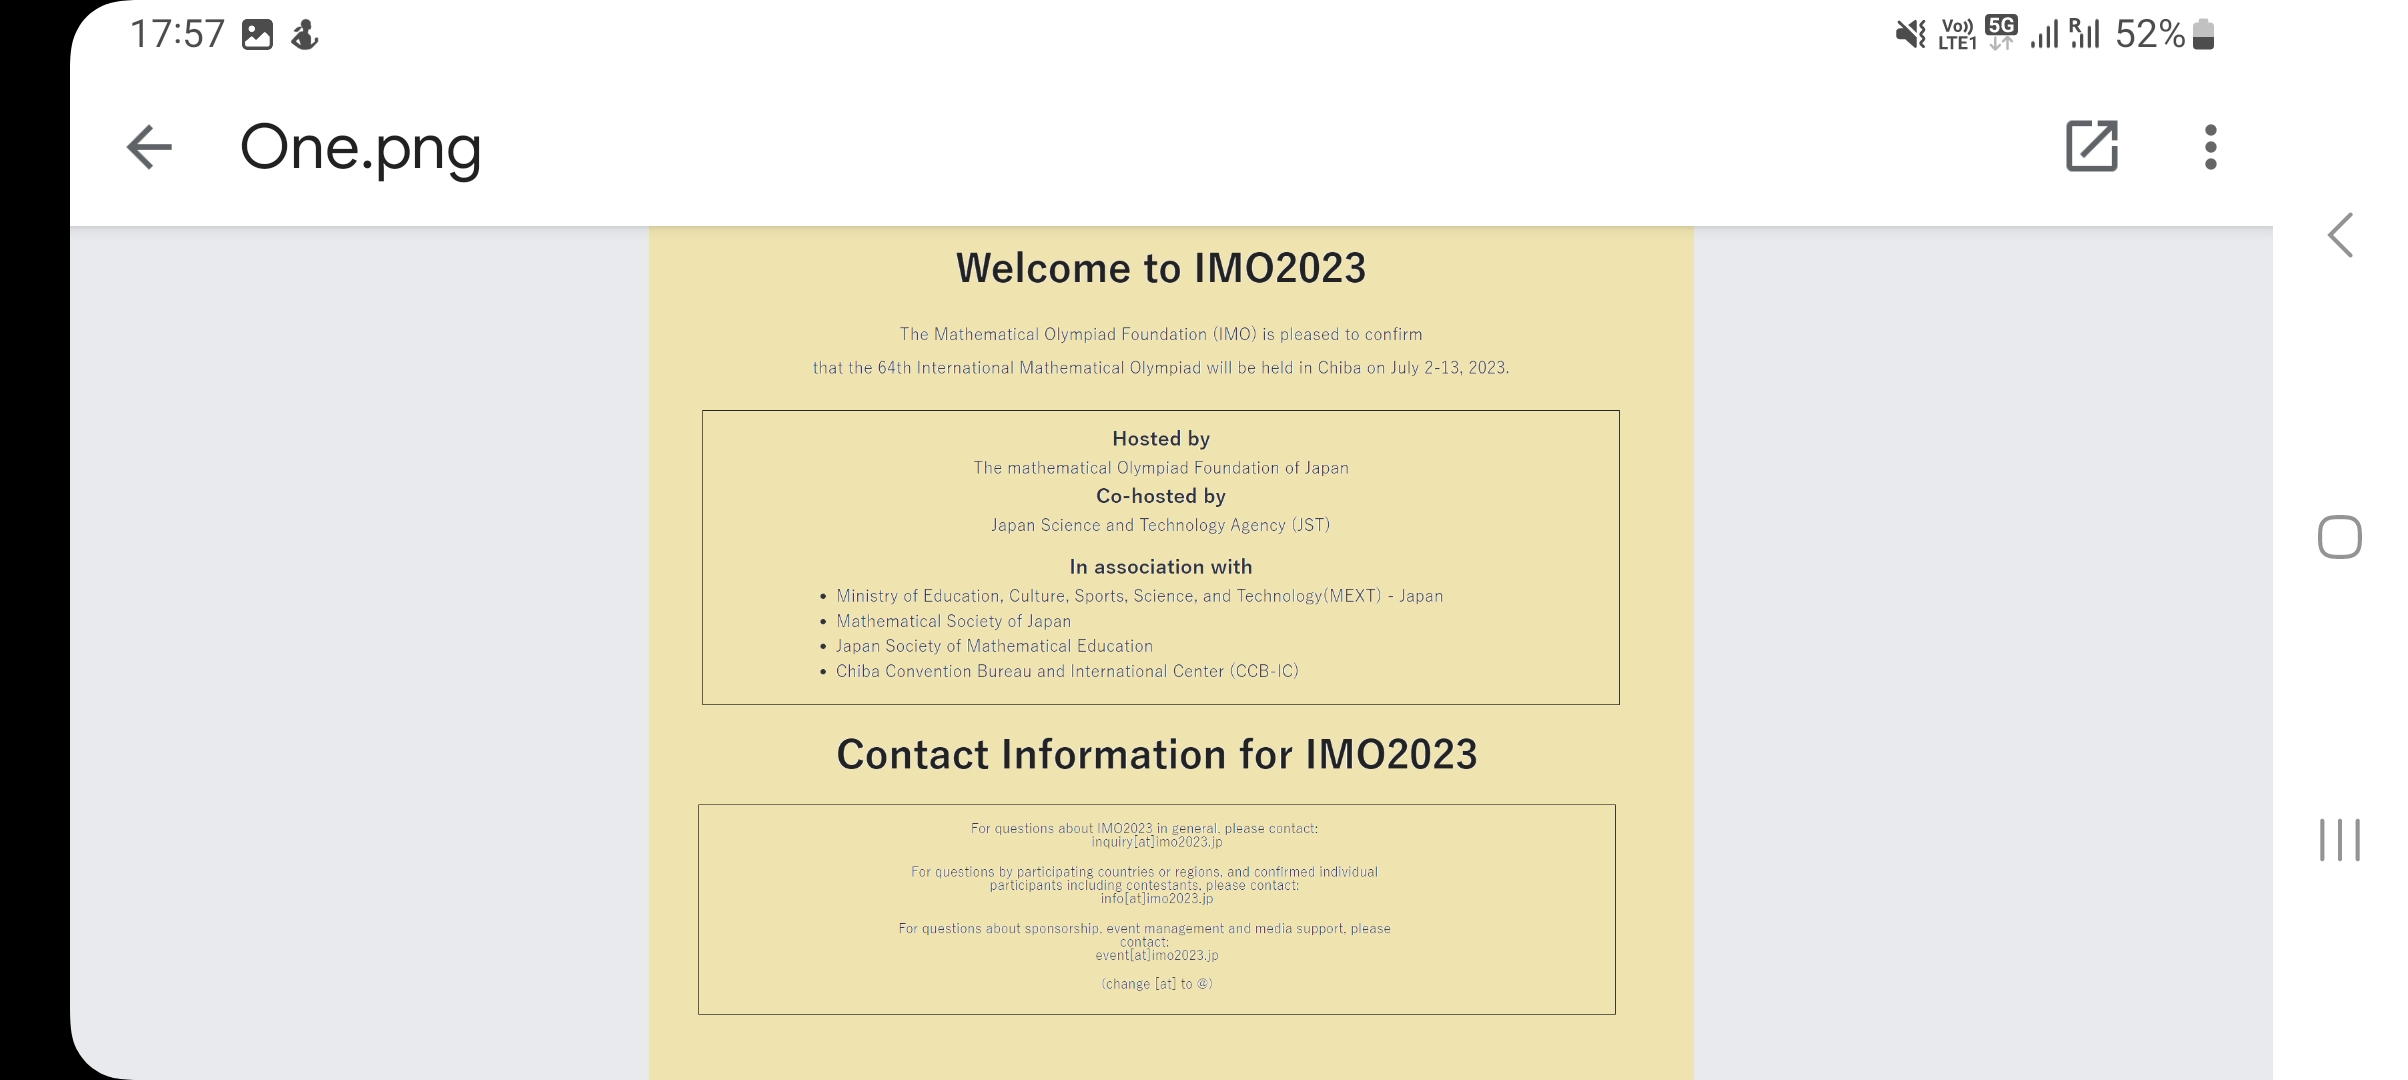 17:57
Vo)) LTE1 5G R 52%
One.png
Welcome to IMO2023
The Mathematical Olympiad Foundation (IMO) is pleased to confirm
that the 64th International Mathematical Olympiad will be held in Chiba on July 2-13, 2023.
Hosted by
The mathematical Olympiad Foundation of Japan
Co-hosted by
Japan Science and Technology Agency (JST)
In association with
• Ministry of Education, Culture, Sports, Science, and Technology(MEXT) - Japan
• Mathematical Society of Japan
• Japan Society of Mathematical Education
• Chiba Convention Bureau and International Center (CCB-IC)
Contact Information for IMO2023
For questions about IMO2023 in general, please contact:
inquiry[at]imo2023.jp
For questions by participating countries or regions, and confirmed individual
participants including contestants, please contact:
info[at]imo2023.jp
For questions about sponsorship, event management and media support, please
contact:
event[at]imo2023.jp
(change [at] to @)